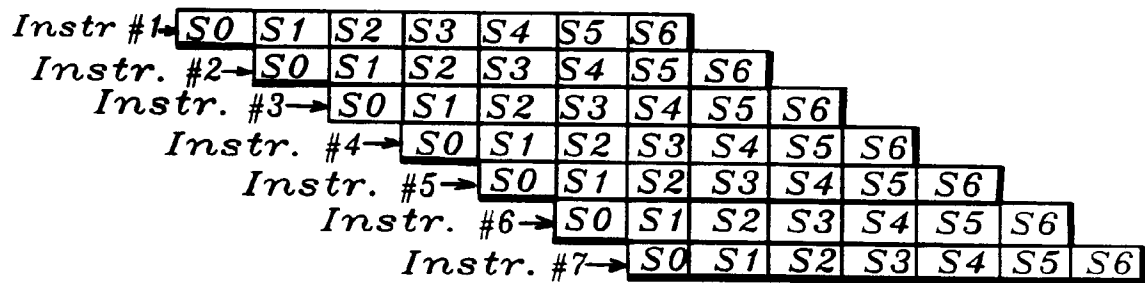 Instr #1 S0 S1 S2 S3 S4 S5 S6
Instr. #2 S0 S1 S2 S3 S4 S5 S6
Instr. #3 S0 S1 S2 S3 S4 S5 S6
Instr. #4 S0 S1 S2 S3 S4 S5 S6
Instr. #5 S0 S1 S2 S3 S4 S5 S6
Instr. #6 S0 S1 S2 S3 S4 S5 S6
Instr. #7 S0 S1 S2 S3 S4 S5 S6